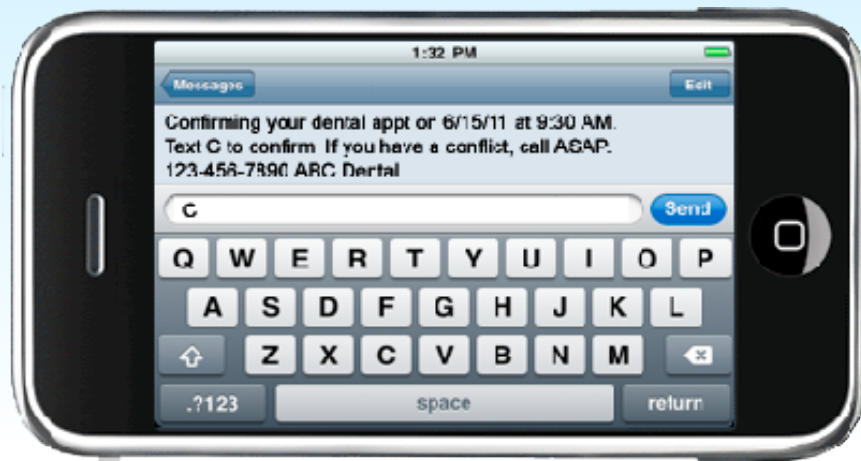 1:32 PM
Messages
Edit
Confirming your dental appt on 6/15/11 at 9:30 AM.
Text C to confirm. If you have a conflict, call ASAP.
123-456-7890 ABC Dental
C
Send
Q W E R T Y U I O P
A S D F G H J K L
Z X C V B N M
.?123
space
return